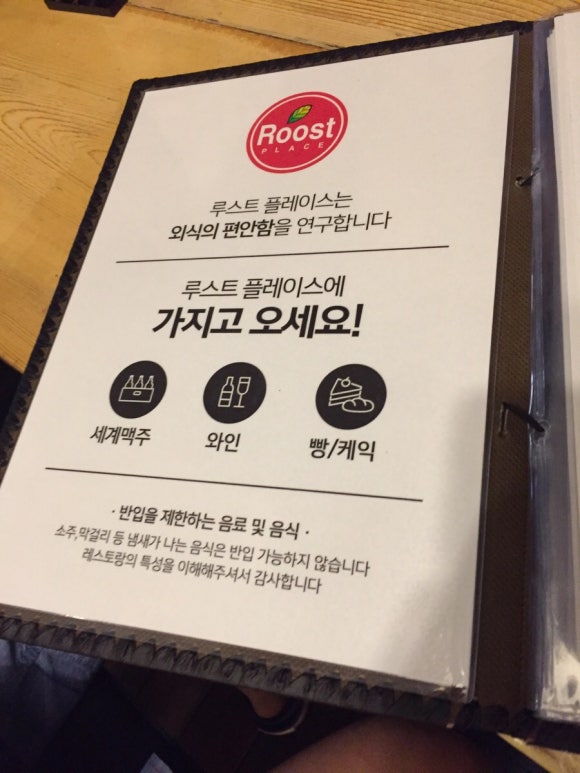 Roost
PLACE
루스트 플레이스는
외식의 편안함을 연구합니다
루스트 플레이스에
가지고 오세요!
세계맥주
와인
빵/케익
· 반입을 제한하는 음료 및 음식 ·
소주,막걸리 등 냄새가 나는 음식은 반입 가능하지 않습니다
레스토랑의 특성을 이해해주셔서 감사합니다